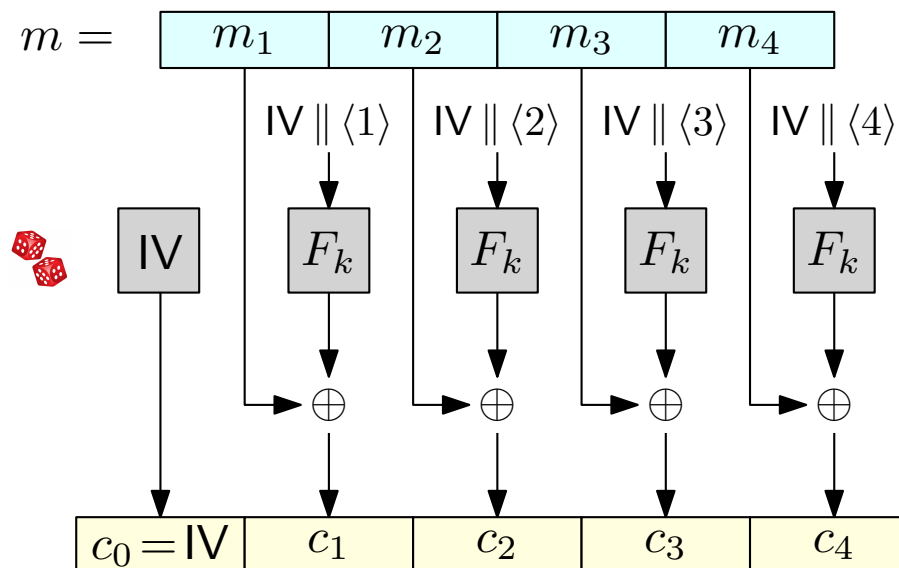 m = m₁ m₂ m₃ m₄
IV ∥ ⟨1⟩ IV ∥ ⟨2⟩ IV ∥ ⟨3⟩ IV ∥ ⟨4⟩
IV Fₖ Fₖ Fₖ Fₖ
⊕ ⊕ ⊕ ⊕
c₀ = IV c₁ c₂ c₃ c₄